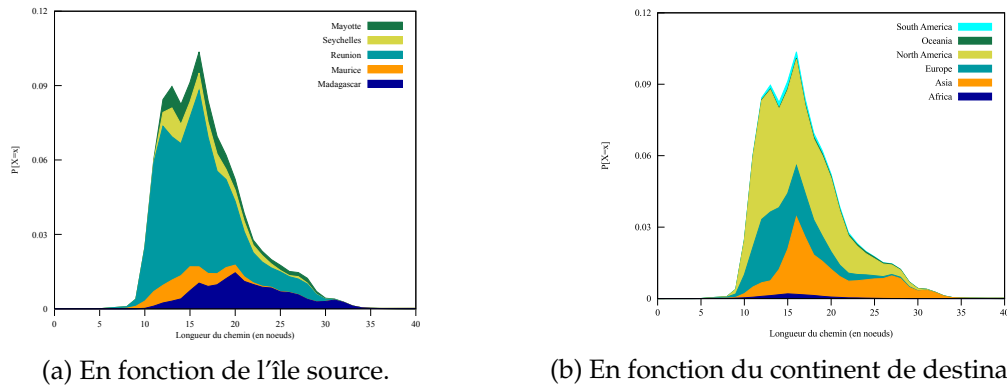 0.12
0.09
0.06
0.03
0
P[X=x]
Mayotte
Seychelles
Reunion
Maurice
Madagascar
0 5 10 15 20 25 30 35 40
Longueur du chemin (en noeuds)
(a) En fonction de l'île source.
0.12
0.09
0.06
0.03
0
P[X=x]
South America
Oceania
North America
Europe
Asia
Africa
0 5 10 15 20 25 30 35 40
Longueur du chemin (en noeuds)
(b) En fonction du continent de destina